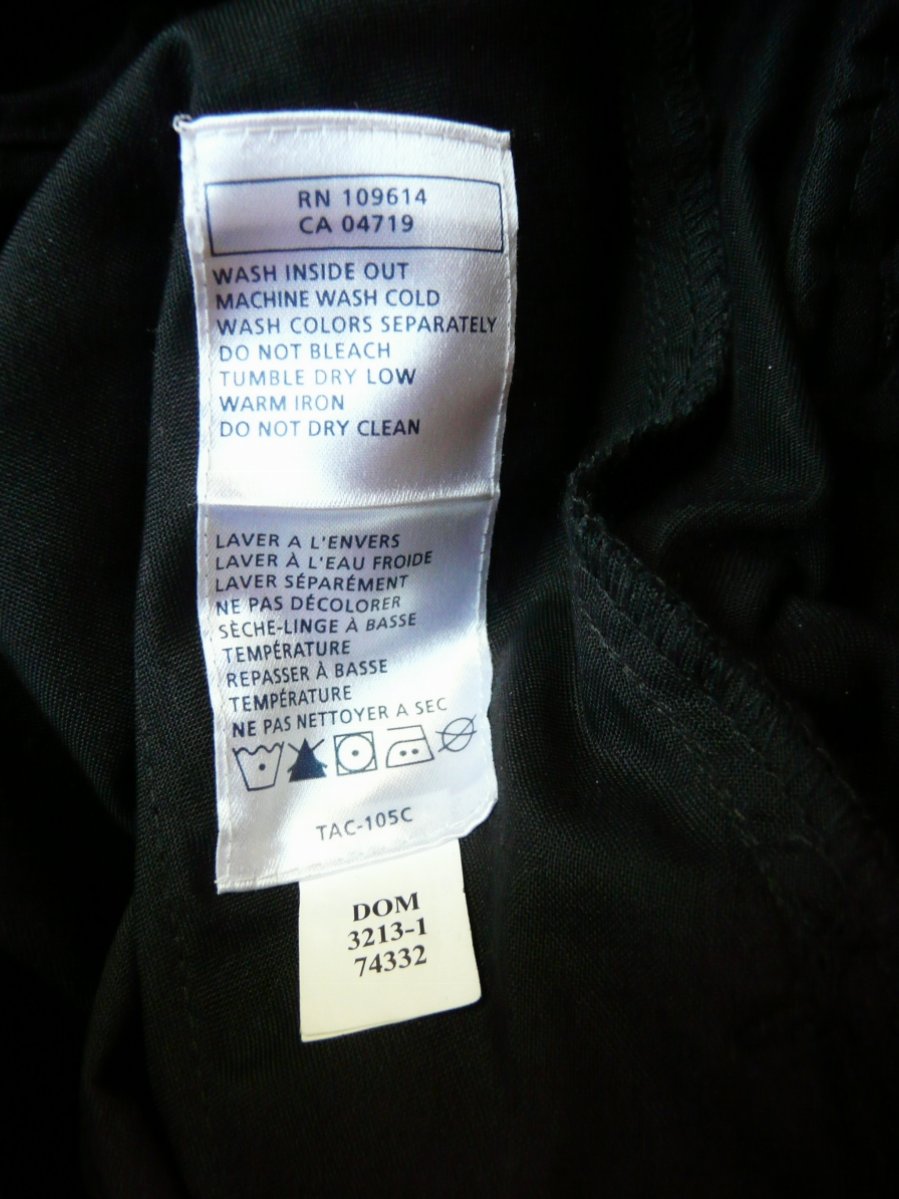 RN 109614
CA 04719
WASH INSIDE OUT
MACHINE WASH COLD
WASH COLORS SEPARATELY
DO NOT BLEACH
TUMBLE DRY LOW
WARM IRON
DO NOT DRY CLEAN
LAVER A L'ENVERS
LAVER À L'EAU FROIDE
LAVER SÉPARÉMENT
NE PAS DÉCOLORER
SÈCHE-LINGE À BASSE
TEMPÉRATURE
REPASSER À BASSE
TEMPÉRATURE
NE PAS NETTOYER A SEC
TAC-105C
DOM
3213-1
74332